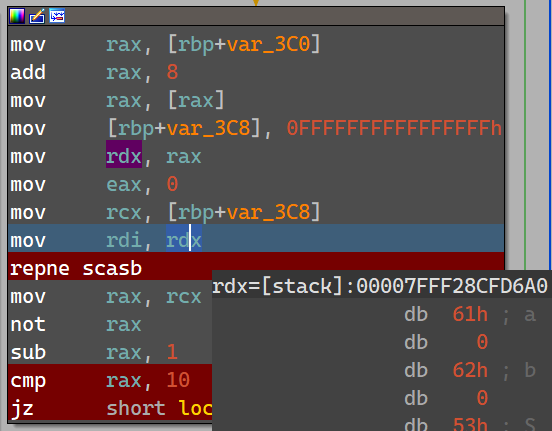 mov rax, [rbp+var_3C0]
add rax, 8
mov rax, [rax]
mov [rbp+var_3C8], 0FFFFFFFFFFFFFFFFh
mov rdx, rax
mov eax, 0
mov rcx, [rbp+var_3C8]
mov rdi, rdx
repne scasb
mov rax, rcx
not rax
sub rax, 1
cmp rax, 10
jz short loc
rdx=[stack]:00007FFF28CFD6A0
db 61h ; a
db 0
db 62h ; b
db 0
db 53h ; S